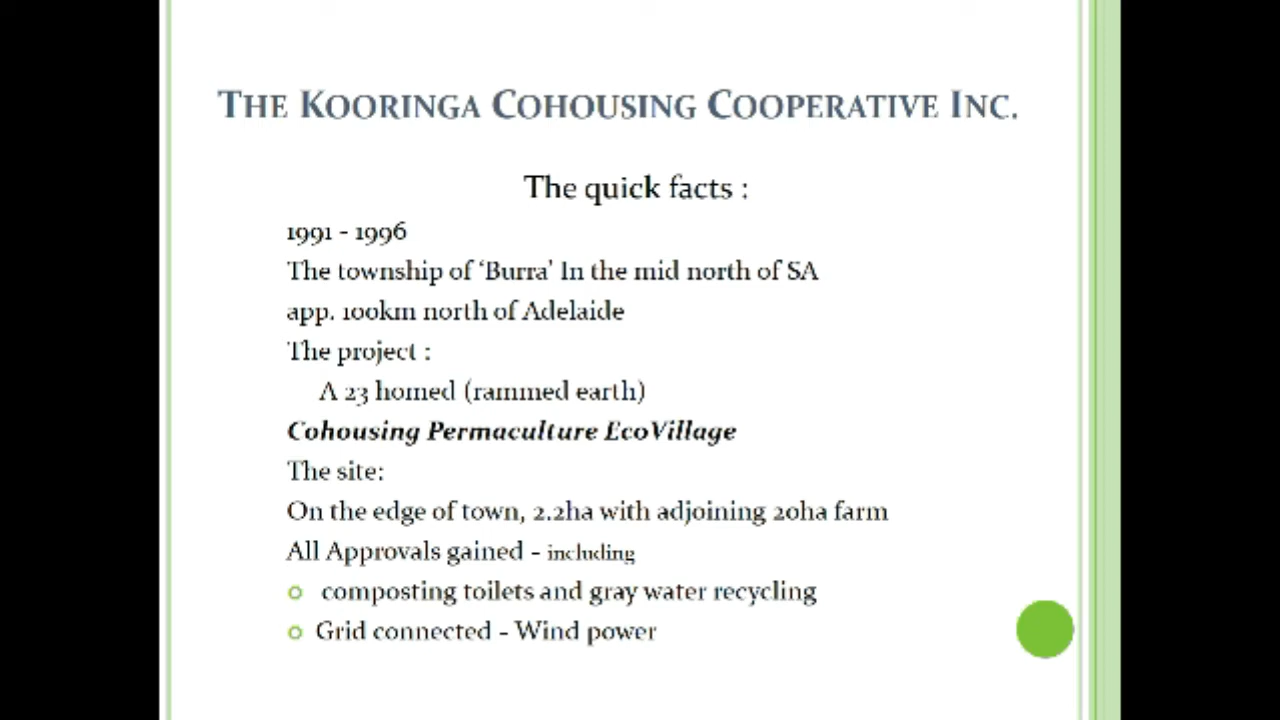 THE KOORINGA COHOUSING COOPERATIVE INC.
The quick facts :
1991 - 1996
The township of ‘Burra’ In the mid north of SA
app. 100km north of Adelaide
The project :
A 23 homed (rammed earth)
Cohousing Permaculture EcoVillage
The site:
On the edge of town, 2.2ha with adjoining 20ha farm
All Approvals gained - including
composting toilets and gray water recycling
Grid connected - Wind power